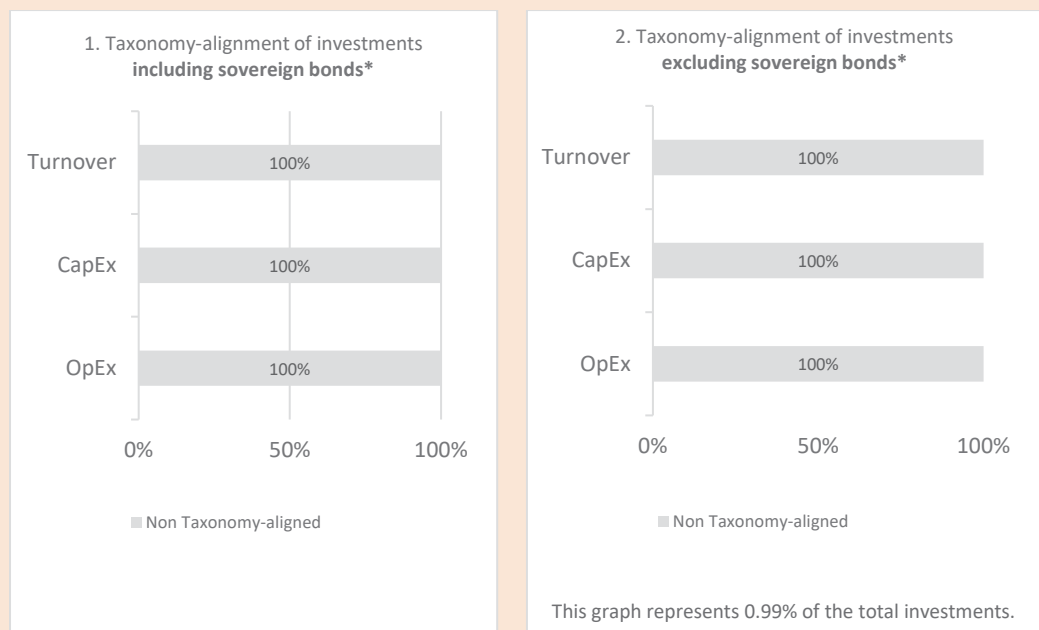 1. Taxonomy-alignment of investments
including sovereign bonds*
Turnover
100%
CapEx
100%
OpEx
100%
0%
50%
100%
Non Taxonomy-aligned
2. Taxonomy-alignment of investments
excluding sovereign bonds*
Turnover
100%
CapEx
100%
OpEx
100%
0%
50%
100%
Non Taxonomy-aligned
This graph represents 0.99% of the total investments.